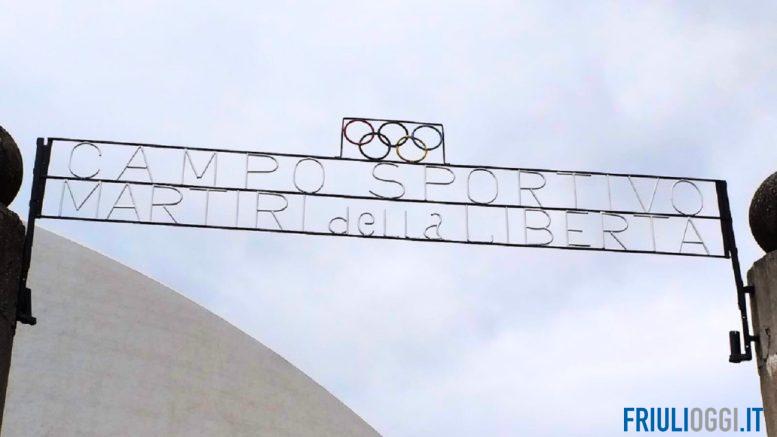 CAMPO SPORTIVO
MARTIRI della LIBERTA
FRIULIOGGI.IT